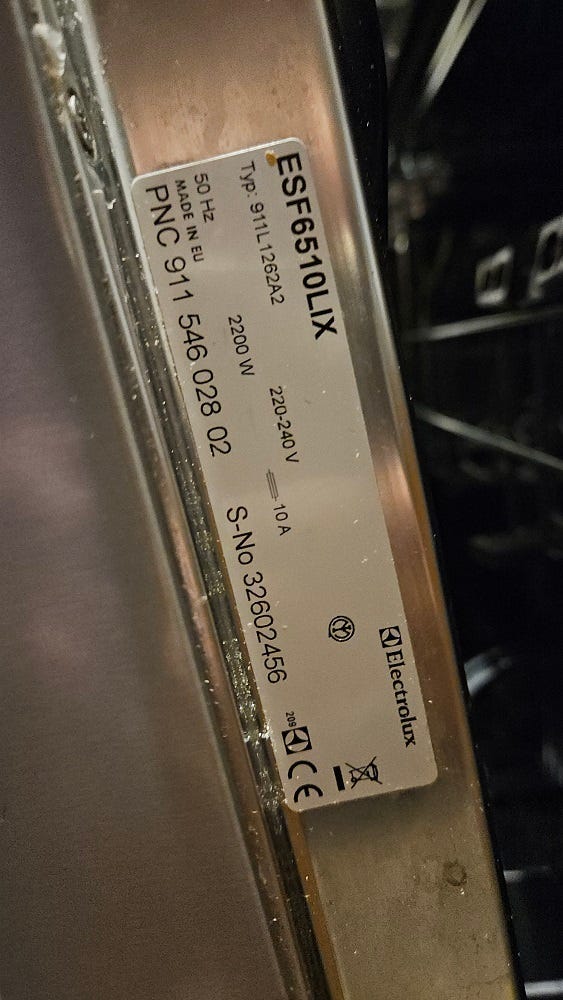 ESF6510LIX
Typ: 911L1262A2
220-240 V
10 A
Electrolux
50 Hz
2200 W
MADE IN EU
PNC 911 546 028 02
S-No 32602456
209
CE